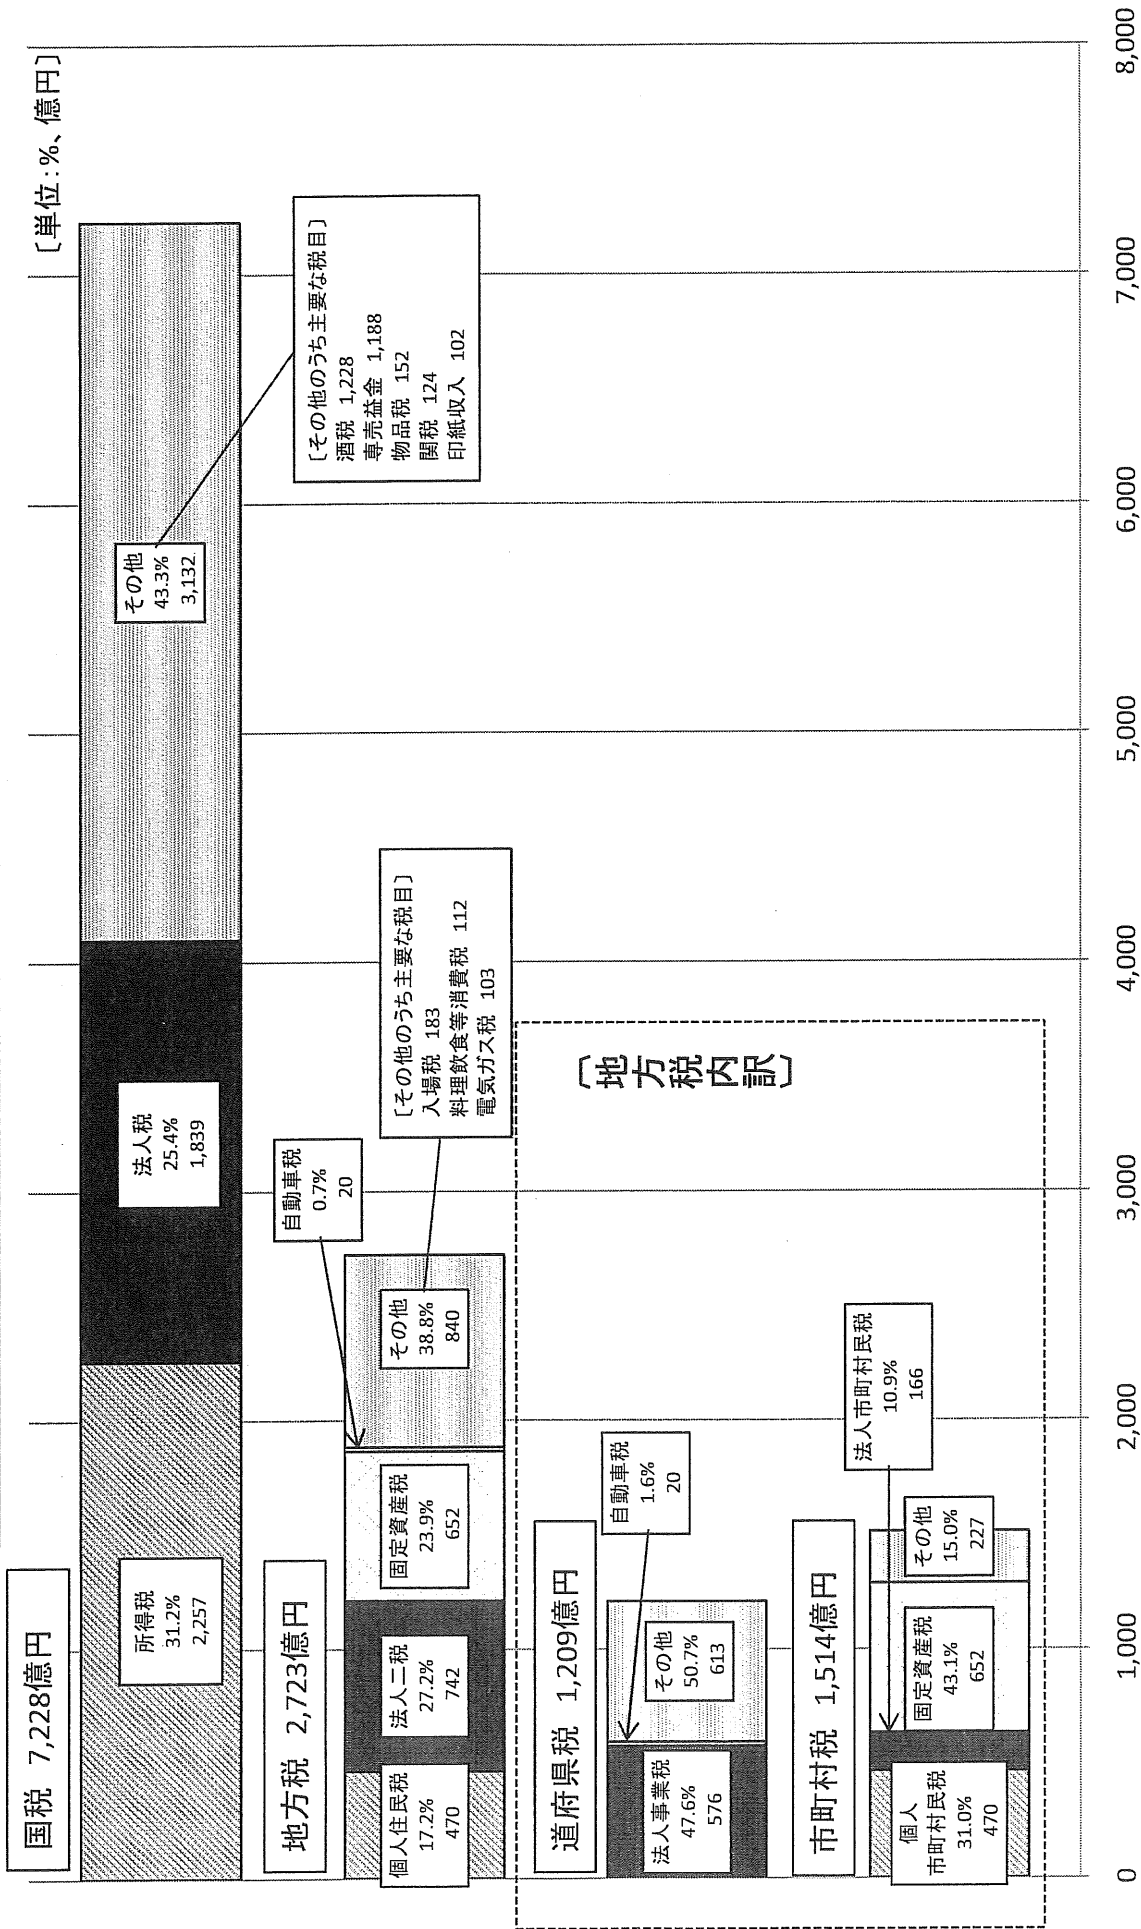 〔単位:%、億円〕
国税 7,228億円
所得税
31.2%
2,257
法人税
25.4%
1,839
その他
43.3%
3,132
［その他のうち主要な税目］
酒税 1,228
専売益金 1,188
物品税 152
関税 124
印紙収入 102
地方税 2,723億円
個人住民税
17.2%
470
法人二税
27.2%
742
固定資産税
23.9%
652
自動車税
0.7%
20
その他
38.8%
840
［その他のうち主要な税目］
入場税 183
料理飲食等消費税 112
電気ガス税 103
〔地方税内訳〕
道府県税 1,209億円
法人事業税
47.6%
576
自動車税
1.6%
20
その他
50.7%
613
市町村税 1,514億円
個人
市町村民税
31.0%
470
法人市町村民税
10.9%
166
固定資産税
43.1%
652
その他
15.0%
227
0 1,000 2,000 3,000 4,000 5,000 6,000 7,000 8,000